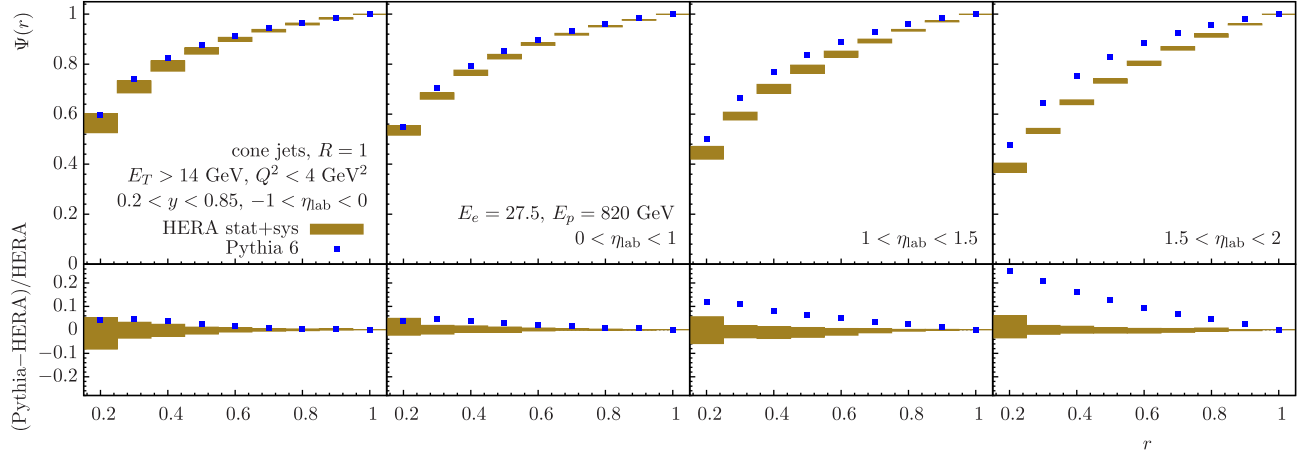 Ψ(r)
1
0.8
0.6
0.4
0.2
0
cone jets, R = 1
E_T > 14 GeV, Q² < 4 GeV²
0.2 < y < 0.85, −1 < η_lab < 0
HERA stat+sys
Pythia 6
E_e = 27.5, E_p = 820 GeV
0 < η_lab < 1
1 < η_lab < 1.5
1.5 < η_lab < 2
(Pythia−HERA)/HERA
0.2
0.1
0
−0.1
−0.2
0.2 0.4 0.6 0.8 1
0.2 0.4 0.6 0.8 1
0.2 0.4 0.6 0.8 1
0.2 0.4 0.6 0.8 1
r